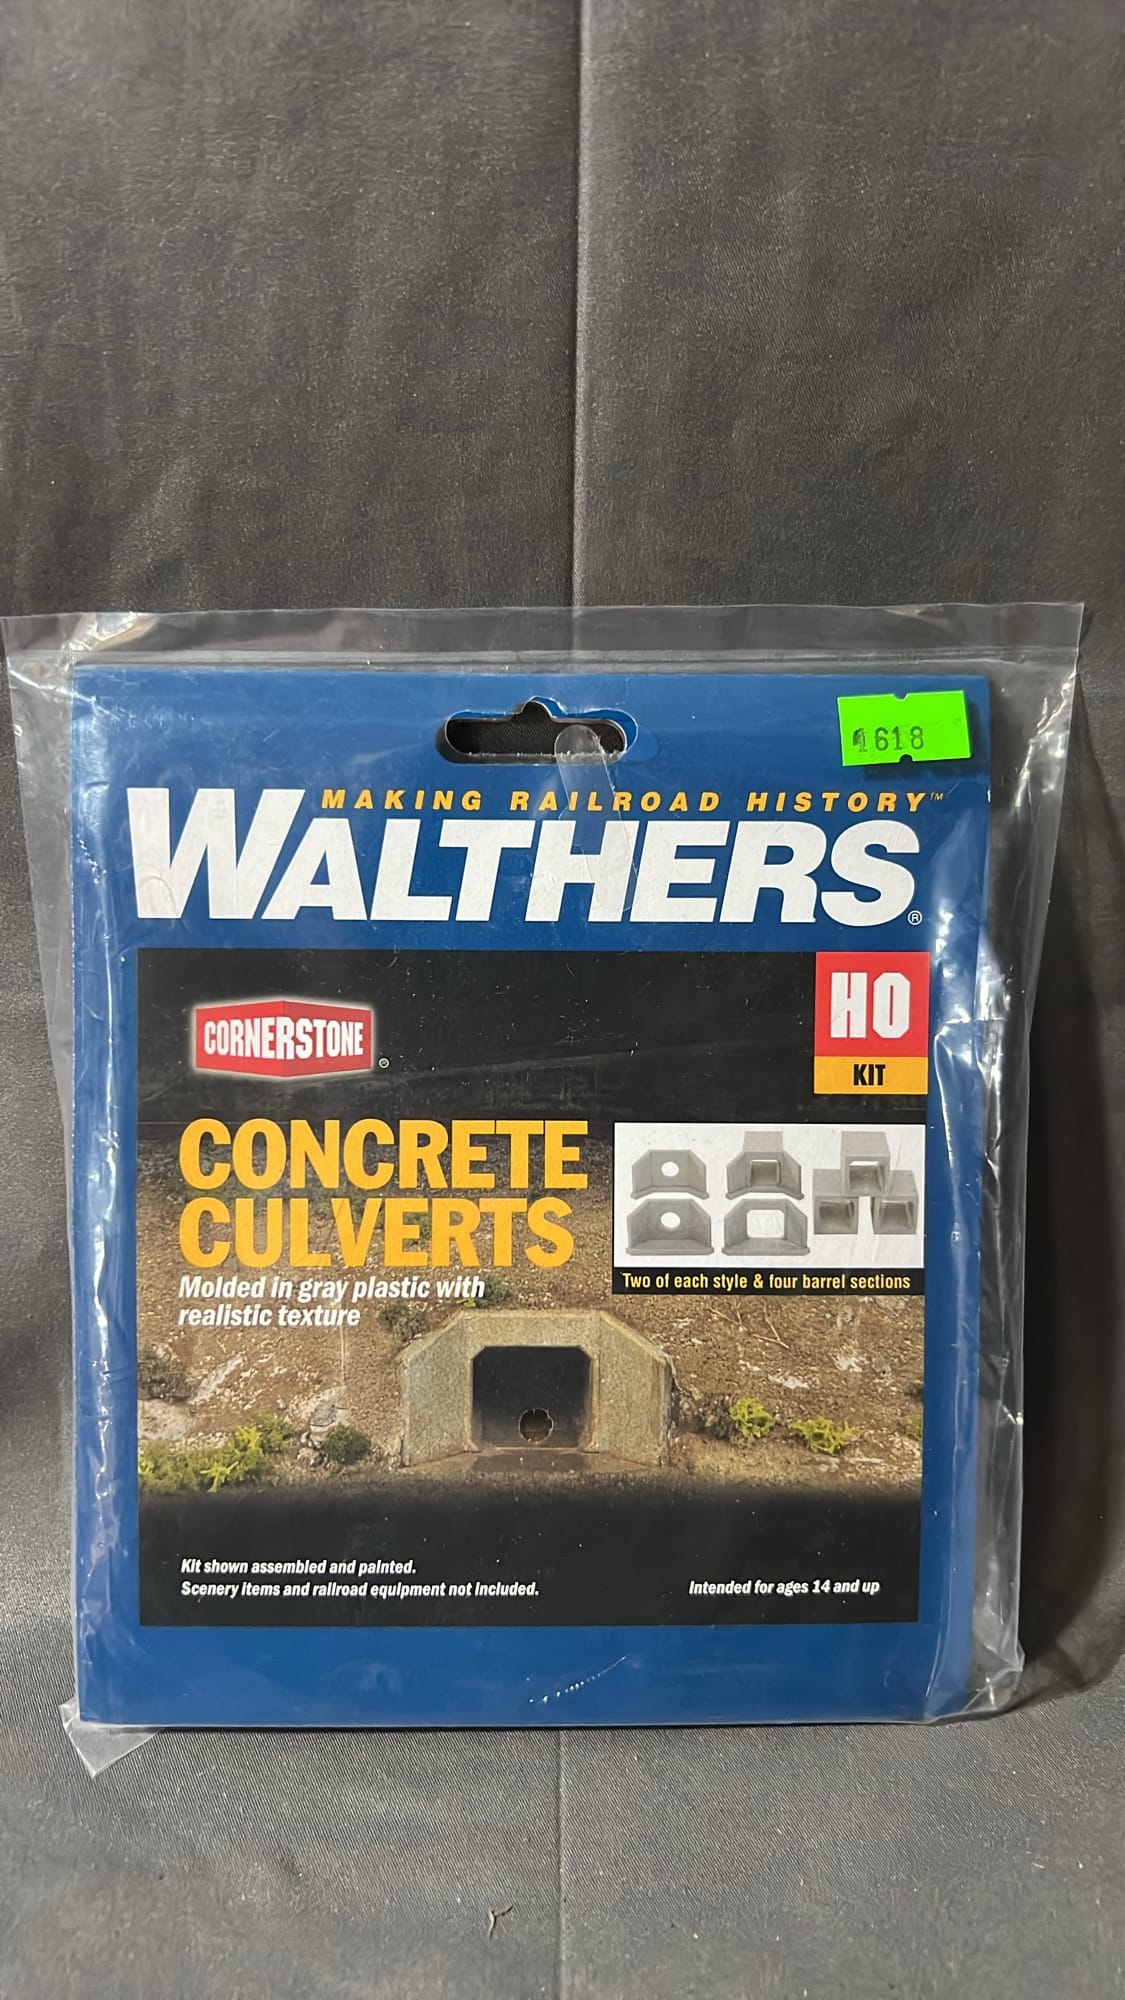 1618
MAKING RAILROAD HISTORY™
WALTHERS®
HO
KIT
CORNERSTONE®
CONCRETE
CULVERTS
Molded in gray plastic with
realistic texture
Two of each style & four barrel sections
Kit shown assembled and painted.
Scenery items and railroad equipment not included.
Intended for ages 14 and up